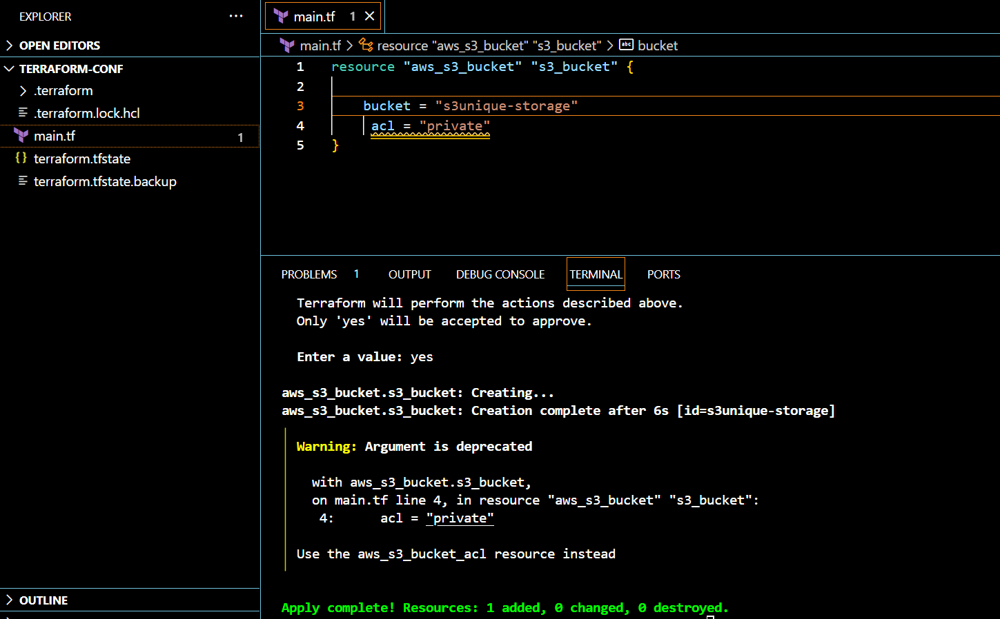 EXPLORER ...
OPEN EDITORS
TERRAFORM-CONF
.terraform
.terraform.lock.hcl
main.tf 1
terraform.tfstate
terraform.tfstate.backup
OUTLINE
main.tf 1
main.tf > resource "aws_s3_bucket" "s3_bucket" > abc bucket
1 resource "aws_s3_bucket" "s3_bucket" {
2
3 bucket = "s3unique-storage"
4 acl = "private"
5 }
PROBLEMS 1 OUTPUT DEBUG CONSOLE TERMINAL PORTS
Terraform will perform the actions described above.
Only 'yes' will be accepted to approve.
Enter a value: yes
aws_s3_bucket.s3_bucket: Creating...
aws_s3_bucket.s3_bucket: Creation complete after 6s [id=s3unique-storage]
Warning: Argument is deprecated
with aws_s3_bucket.s3_bucket,
on main.tf line 4, in resource "aws_s3_bucket" "s3_bucket":
4: acl = "private"
Use the aws_s3_bucket_acl resource instead
Apply complete! Resources: 1 added, 0 changed, 0 destroyed.